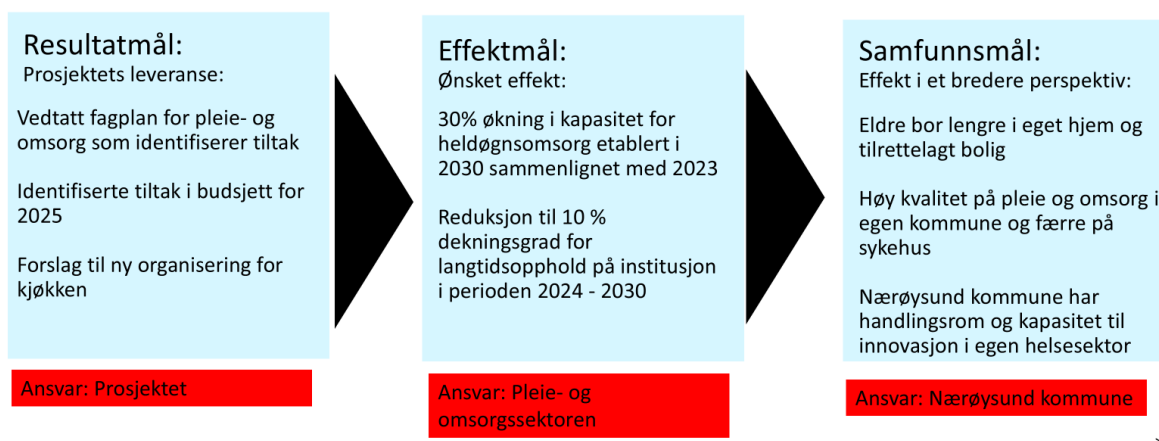 Resultatmål:
Prosjektets leveranse:
Vedtatt fagplan for pleie- og
omsorg som identifiserer tiltak
Identifiserte tiltak i budsjett for
2025
Forslag til ny organisering for
kjøkken
Ansvar: Prosjektet
Effektmål:
Ønsket effekt:
30% økning i kapasitet for
heldøgnsomsorg etablert i
2030 sammenlignet med 2023
Reduksjon til 10 %
dekningsgrad for
langtidsopphold på institusjon
i perioden 2024 - 2030
Ansvar: Pleie- og
omsorgssektoren
Samfunnsmål:
Effekt i et bredere perspektiv:
Eldre bor lengre i eget hjem og
tilrettelagt bolig
Høy kvalitet på pleie og omsorg i
egen kommune og færre på
sykehus
Nærøysund kommune har
handlingsrom og kapasitet til
innovasjon i egen helsesektor
Ansvar: Nærøysund kommune